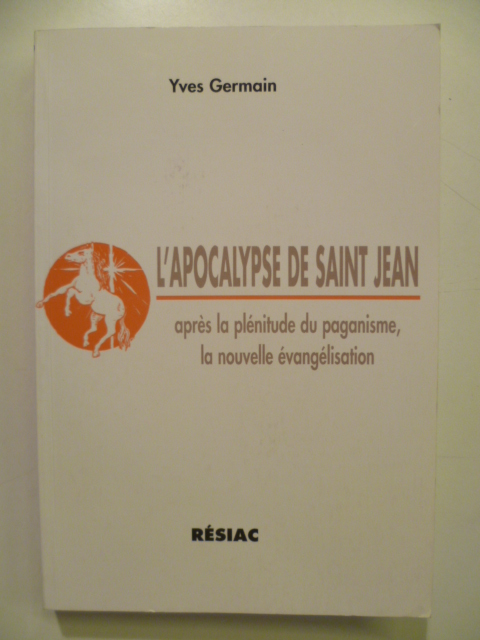 Yves Germain
L'APOCALYPSE DE SAINT JEAN
après la plénitude du paganisme,
la nouvelle évangélisation
RÉSIAC